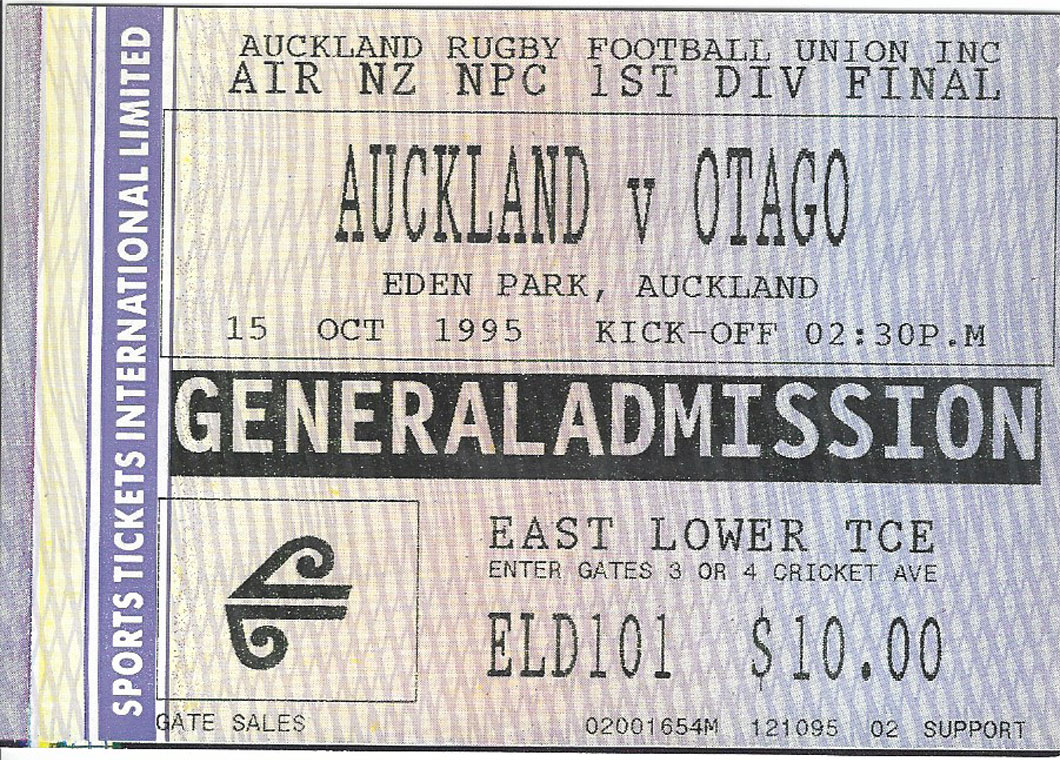 SPORTS TICKETS INTERNATIONAL LIMITED
AUCKLAND RUGBY FOOTBALL UNION INC
AIR NZ NPC 1ST DIV FINAL
AUCKLAND v OTAGO
EDEN PARK, AUCKLAND
15 OCT 1995 KICK-OFF 02:30P.M
GENERALADMISSION
EAST LOWER TCE
ENTER GATES 3 OR 4 CRICKET AVE
ELD101 $10.00
GATE SALES 02001654M 121095 02 SUPPORT